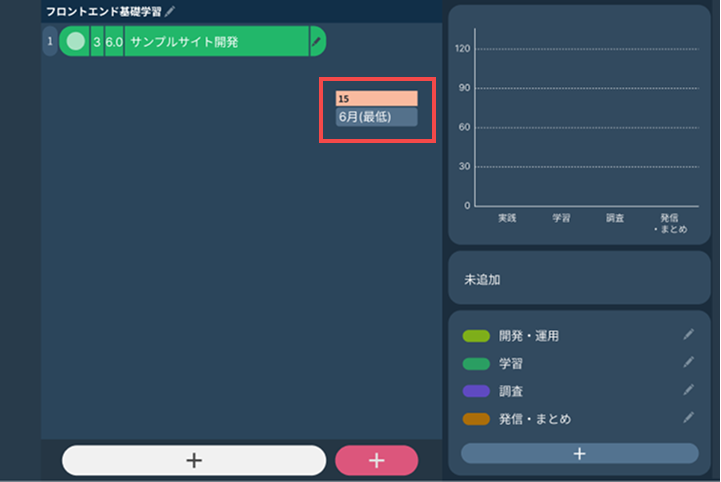 フロントエンド基礎学習
1 3 6.0 サンプルサイト開発
15
6月(最低)
120
90
60
30
0
実践 学習 調査 発信
・まとめ
未追加
開発・運用
学習
調査
発信・まとめ